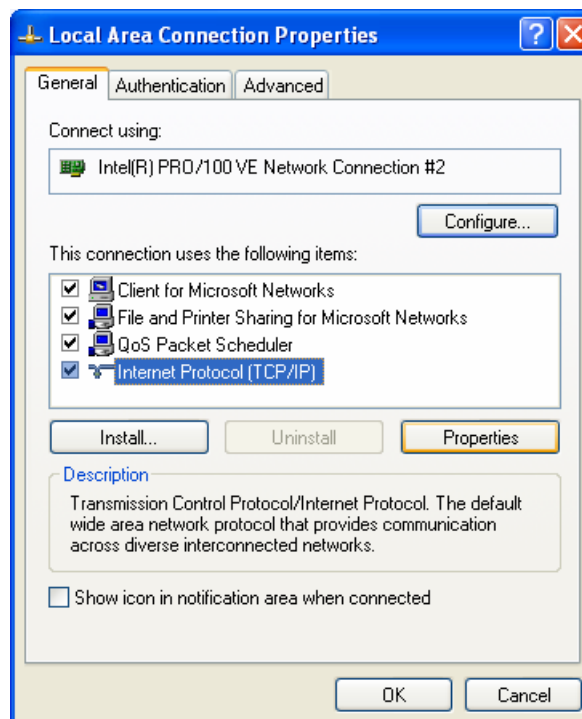 Local Area Connection Properties
General Authentication Advanced
Connect using:
Intel(R) PRO/100 VE Network Connection #2
Configure...
This connection uses the following items:
Client for Microsoft Networks
File and Printer Sharing for Microsoft Networks
QoS Packet Scheduler
Internet Protocol (TCP/IP)
Install... Uninstall Properties
Description
Transmission Control Protocol/Internet Protocol. The default
wide area network protocol that provides communication
across diverse interconnected networks.
Show icon in notification area when connected
OK Cancel